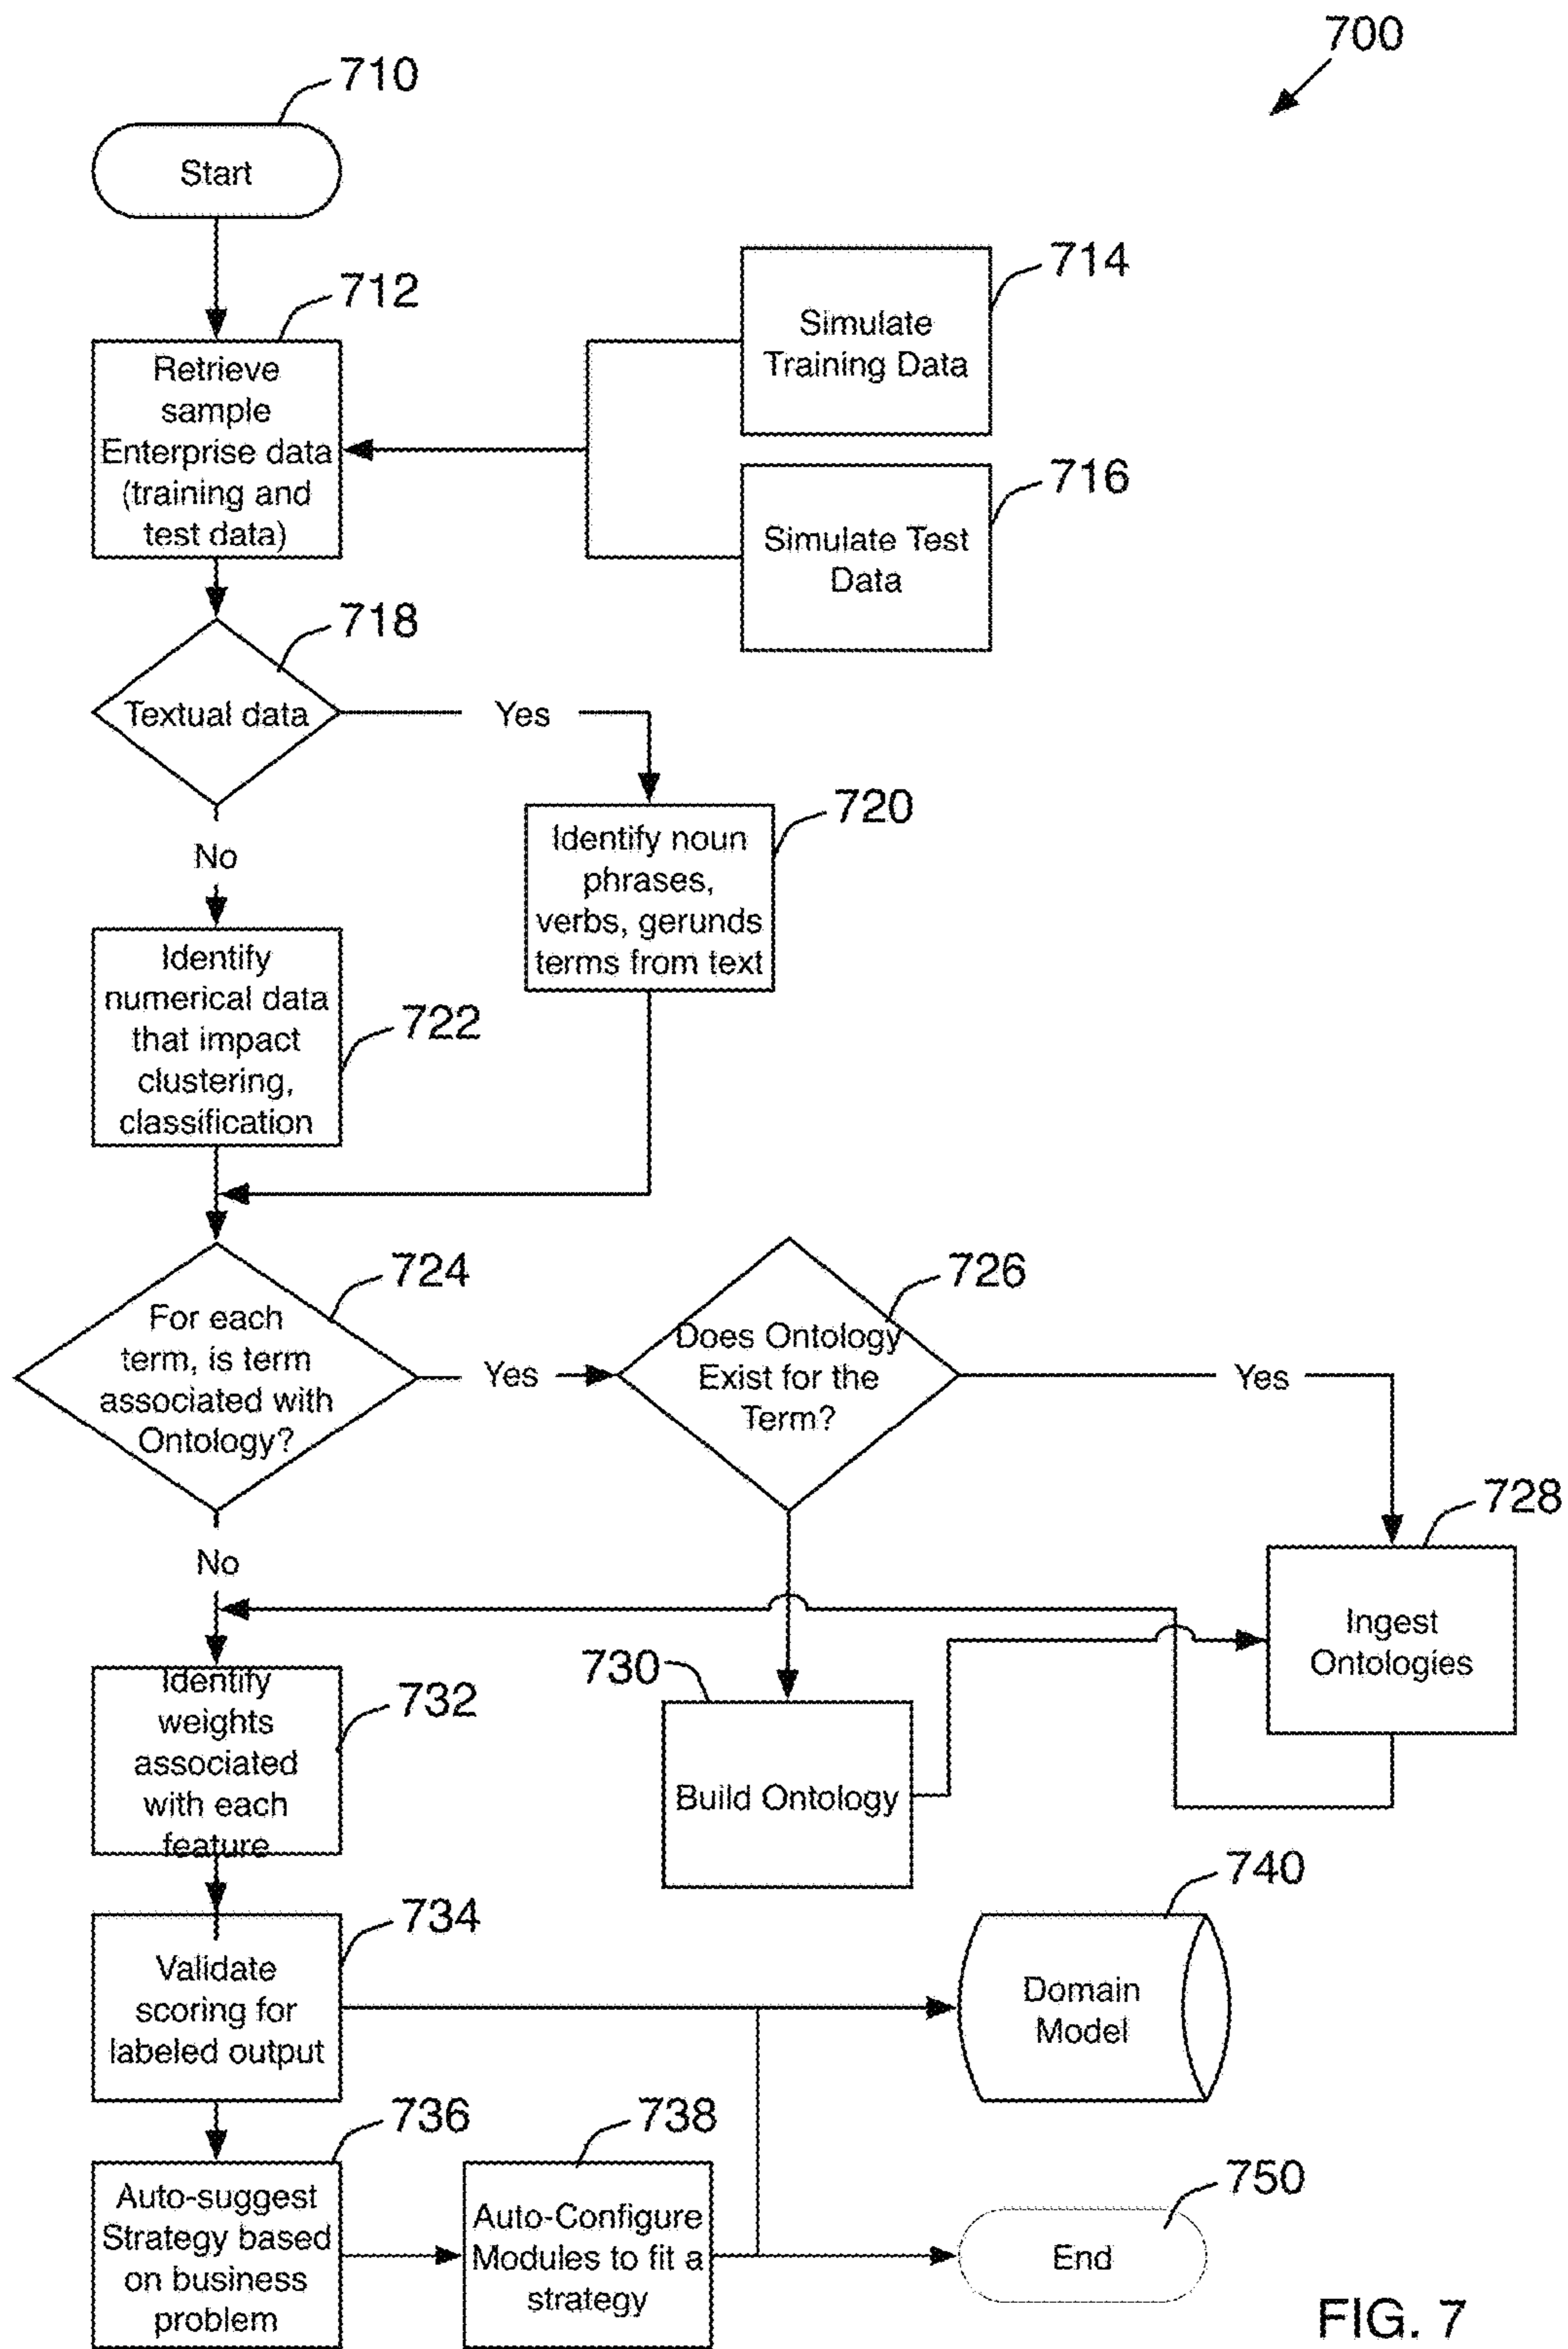 700
710
Start
712
Retrieve
sample
Enterprise data
(training and
test data)
714
Simulate
Training Data
716
Simulate Test
Data
718
Textual data
Yes
No
720
Identify noun
phrases,
verbs, gerunds
terms from text
722
Identify
numerical data
that impact
clustering,
classification
724
For each
term, is term
associated with
Ontology?
Yes
726
Does Ontology
Exist for the
Term?
Yes
728
Ingest
Ontologies
No
730
Build Ontology
732
Identify
weights
associated
with each
feature
734
Validate
scoring for
labeled output
740
Domain
Model
736
Auto-suggest
Strategy based
on business
problem
738
Auto-Configure
Modules to fit a
strategy
750
End
FIG. 7